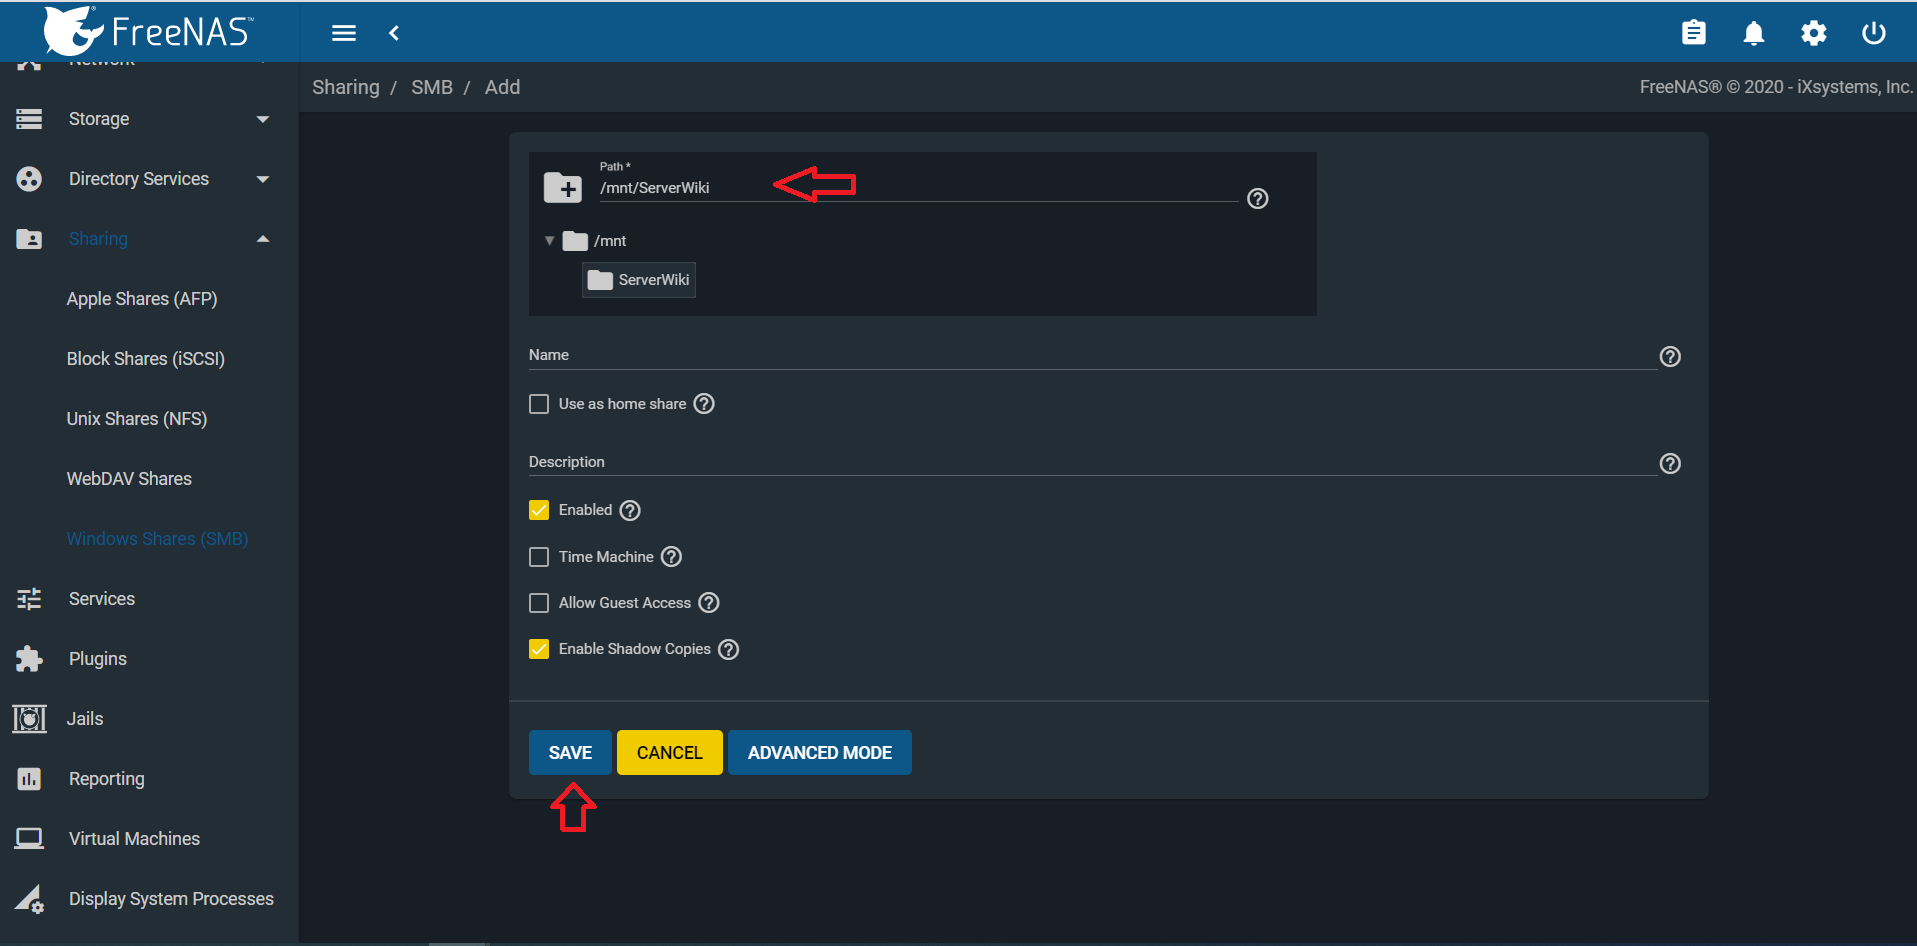 FreeNAS®™
Network
Sharing / SMB / Add
FreeNAS® © 2020 - iXsystems, Inc.
Storage
Directory Services
Sharing
Apple Shares (AFP)
Block Shares (iSCSI)
Unix Shares (NFS)
WebDAV Shares
Windows Shares (SMB)
Services
Plugins
Jails
Reporting
Virtual Machines
Display System Processes
Path *
/mnt/ServerWiki
/mnt
ServerWiki
Name
Use as home share
Description
Enabled
Time Machine
Allow Guest Access
Enable Shadow Copies
SAVE
CANCEL
ADVANCED MODE